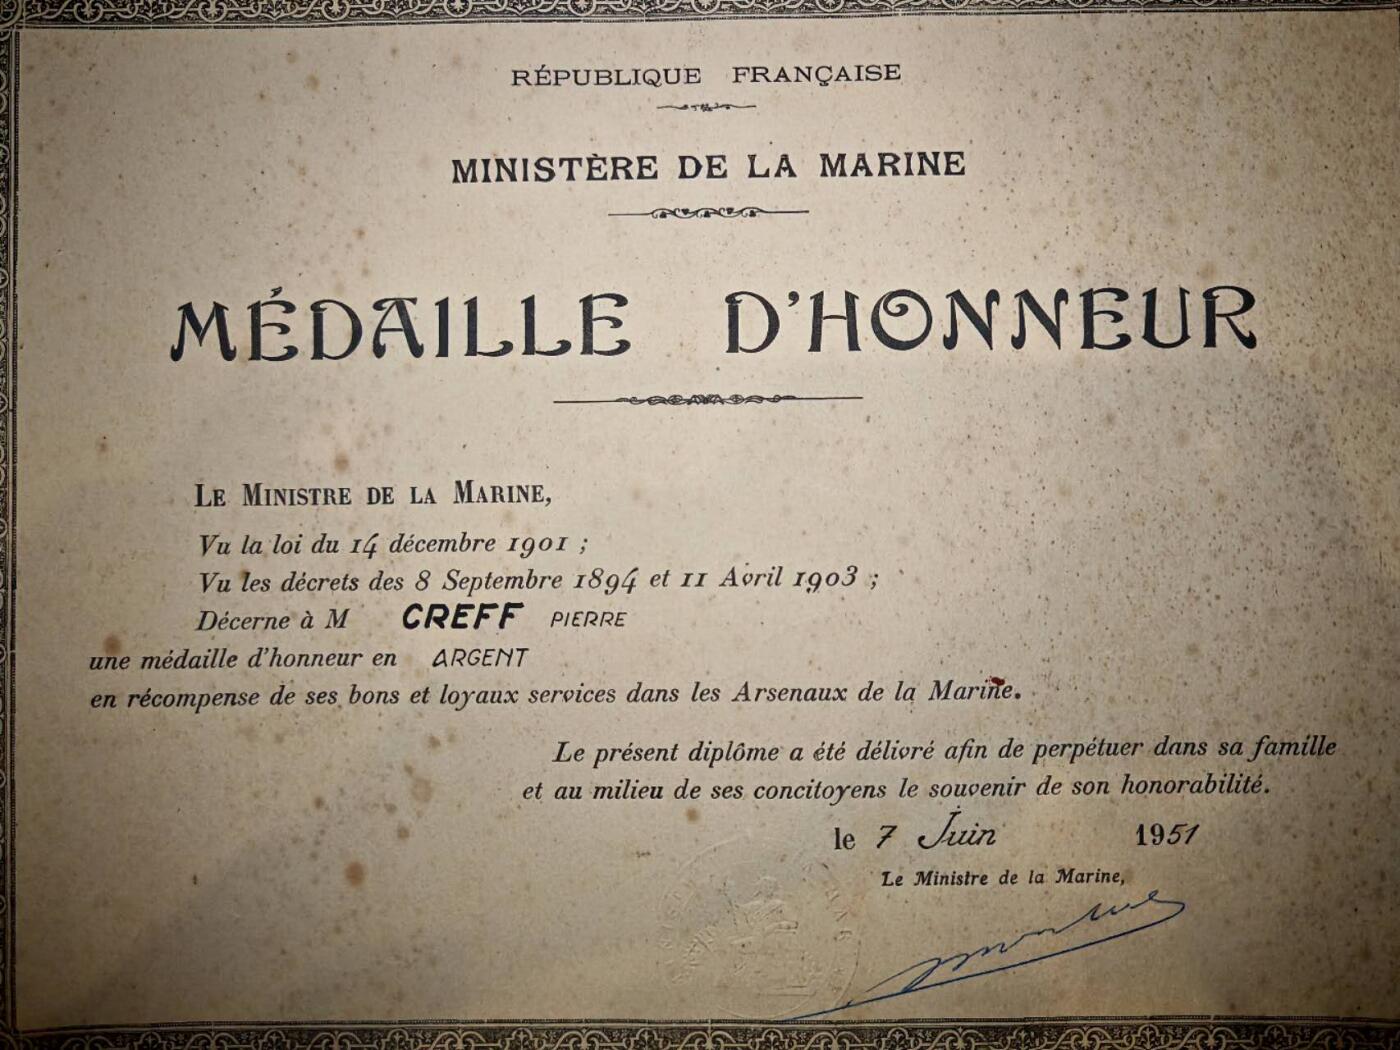 RÉPUBLIQUE FRANÇAISE
MINISTÈRE DE LA MARINE
MÉDAILLE D'HONNEUR
LE MINISTRE DE LA MARINE,
Vu la loi du 14 décembre 1901 ;
Vu les décrets des 8 Septembre 1894 et 11 Avril 1903 ;
Décerne à M CREFF PIERRE
une médaille d'honneur en ARGENT
en récompense de ses bons et loyaux services dans les Arsenaux de la Marine.
Le présent diplôme a été délivré afin de perpétuer dans sa famille
et au milieu de ses concitoyens le souvenir de son honorabilité.
le 7 Juin 1951
Le Ministre de la Marine,